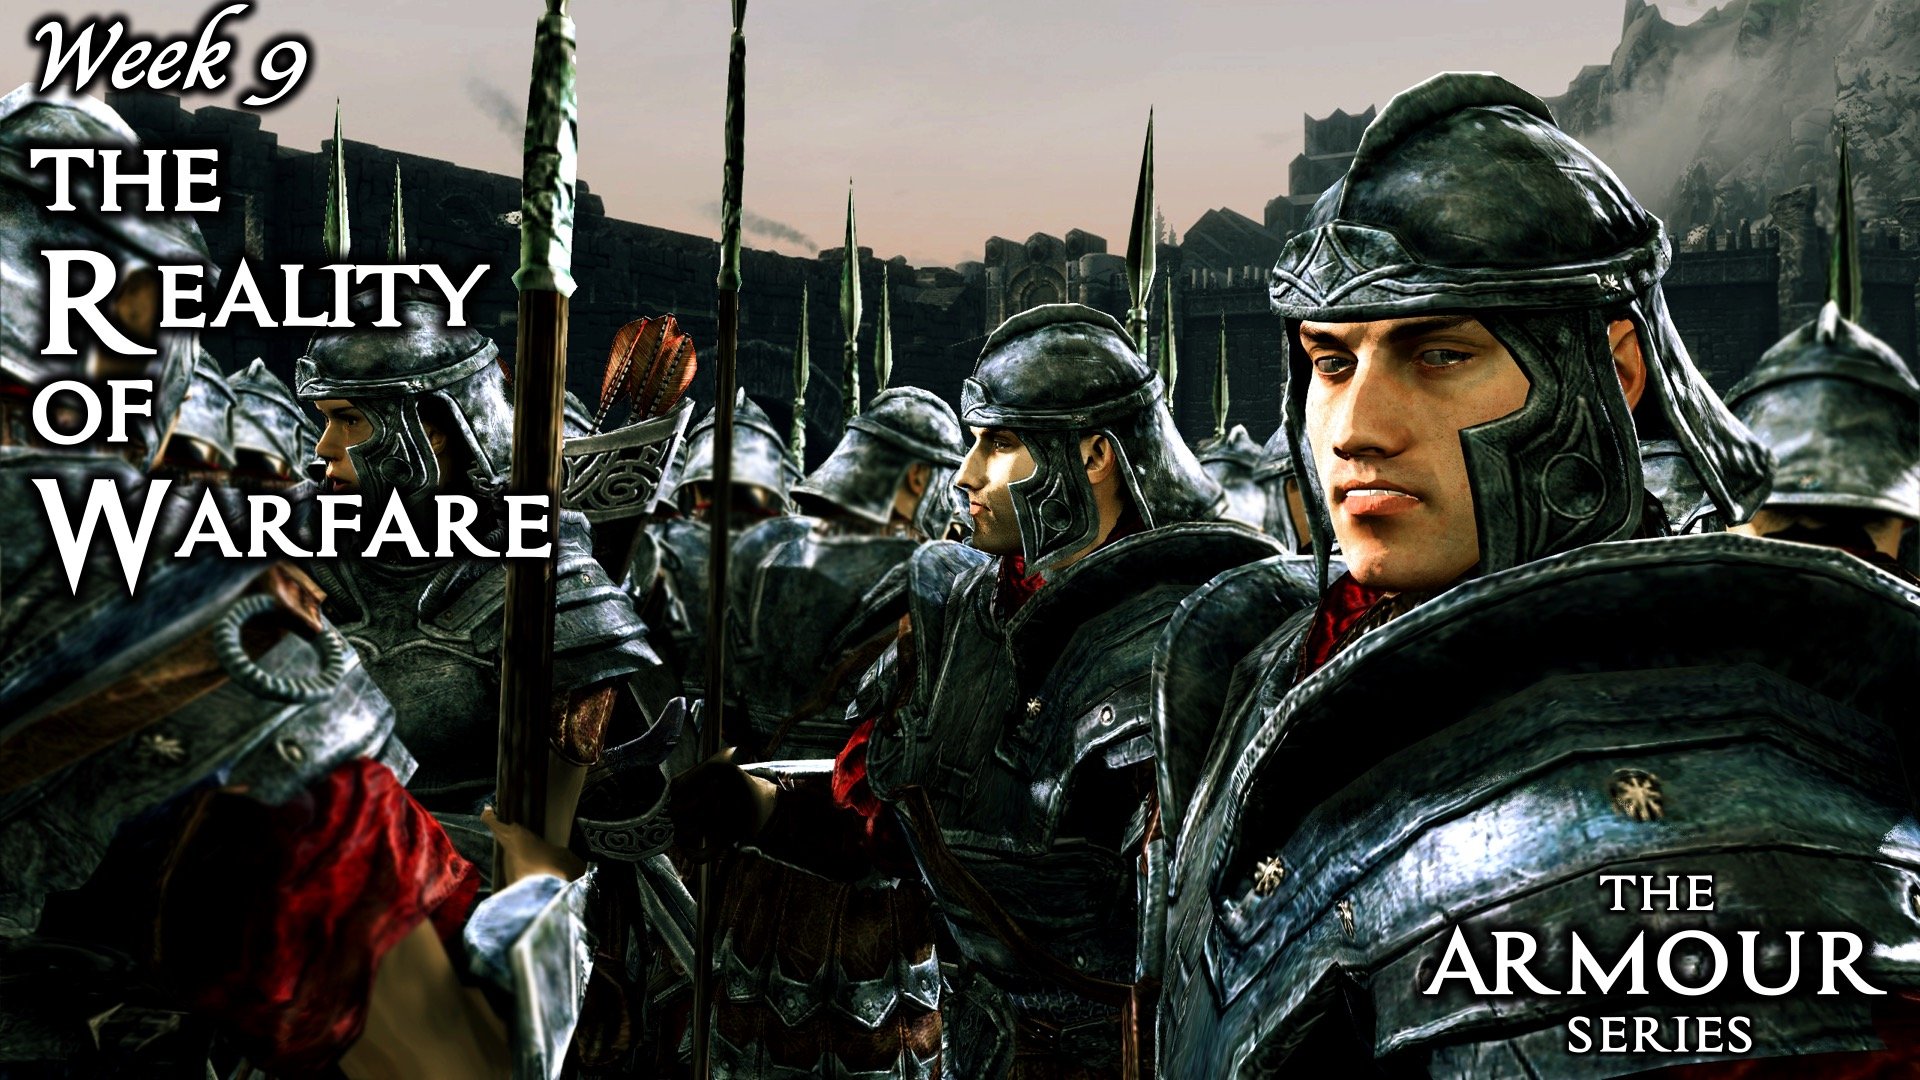 Week 9
THE
REALITY
OF
WARFARE
THE
ARMOUR
SERIES